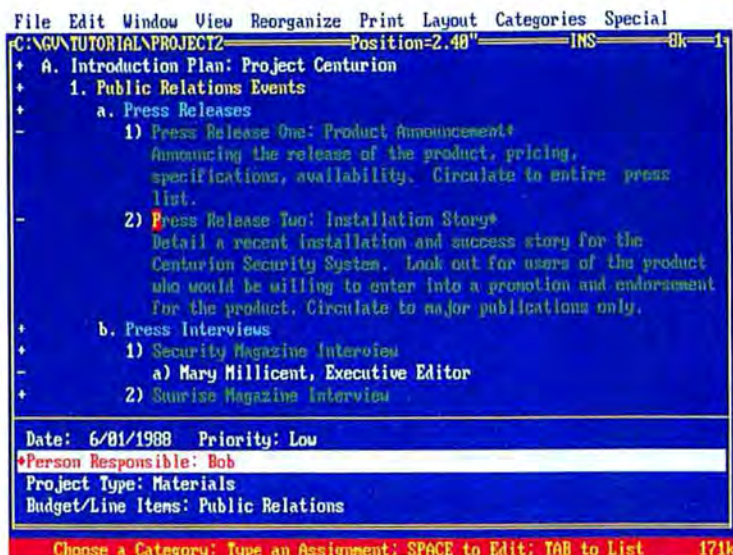 File Edit Window View Reorganize Print Layout Categories Special
C:\GV\TUTORIAL\PROJECT2 Position=2.40" INS 8k 1
+ A. Introduction Plan: Project Centurion
+ 1. Public Relations Events
+ a. Press Releases
- 1) Press Release One: Product Announcement♦
Announcing the release of the product, pricing,
specifications, availability. Circulate to entire press
list.
- 2) Press Release Two: Installation Story♦
Detail a recent installation and success story for the
Centurion Security System. Look out for users of the product
who would be willing to enter into a promotion and endorsement
for the product. Circulate to major publications only.
+ b. Press Interviews
+ 1) Security Magazine Interview
- a) Mary Millicent, Executive Editor
+ 2) Sunrise Magazine Interview
Date: 6/01/1988 Priority: Low
♦Person Responsible: Bob
Project Type: Materials
Budget/Line Items: Public Relations
Choose a Category: Type an Assignment; SPACE to Edit; TAB to List 171k